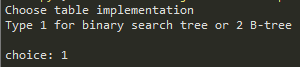 Choose table implementation
Type 1 for binary search tree or 2 B-tree
choice: 1